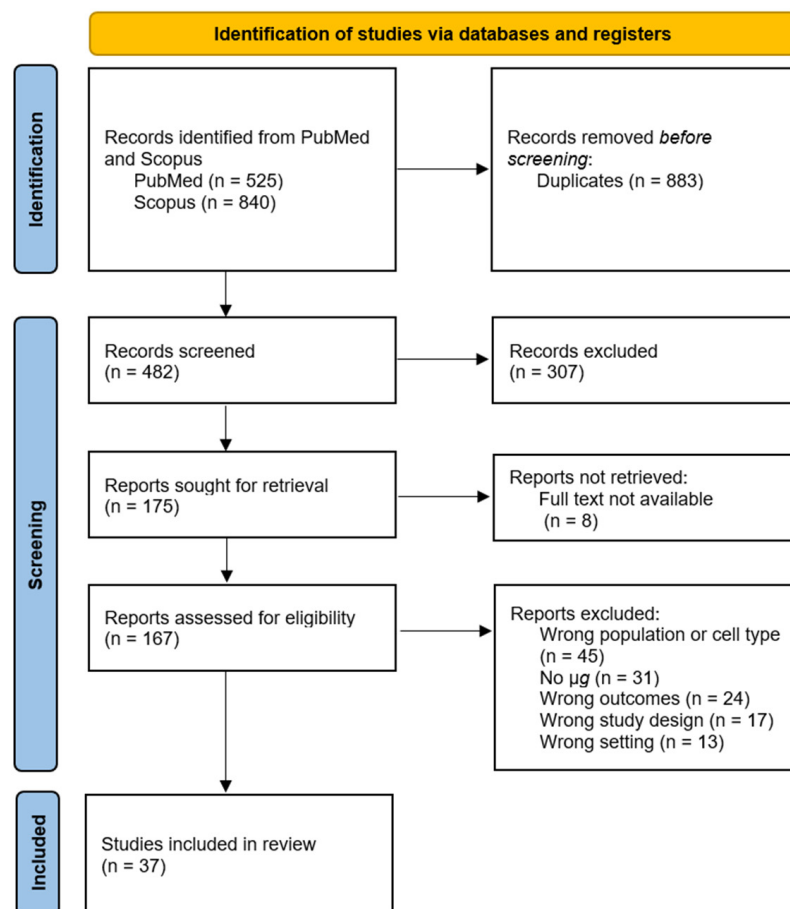 Identification of studies via databases and registers
Identification
Records identified from PubMed
and Scopus
PubMed (n = 525)
Scopus (n = 840)
Records removed before
screening:
Duplicates (n = 883)
Screening
Records screened
(n = 482)
Records excluded
(n = 307)
Reports sought for retrieval
(n = 175)
Reports not retrieved:
Full text not available
(n = 8)
Reports assessed for eligibility
(n = 167)
Reports excluded:
Wrong population or cell type
(n = 45)
No µg (n = 31)
Wrong outcomes (n = 24)
Wrong study design (n = 17)
Wrong setting (n = 13)
Included
Studies included in review
(n = 37)